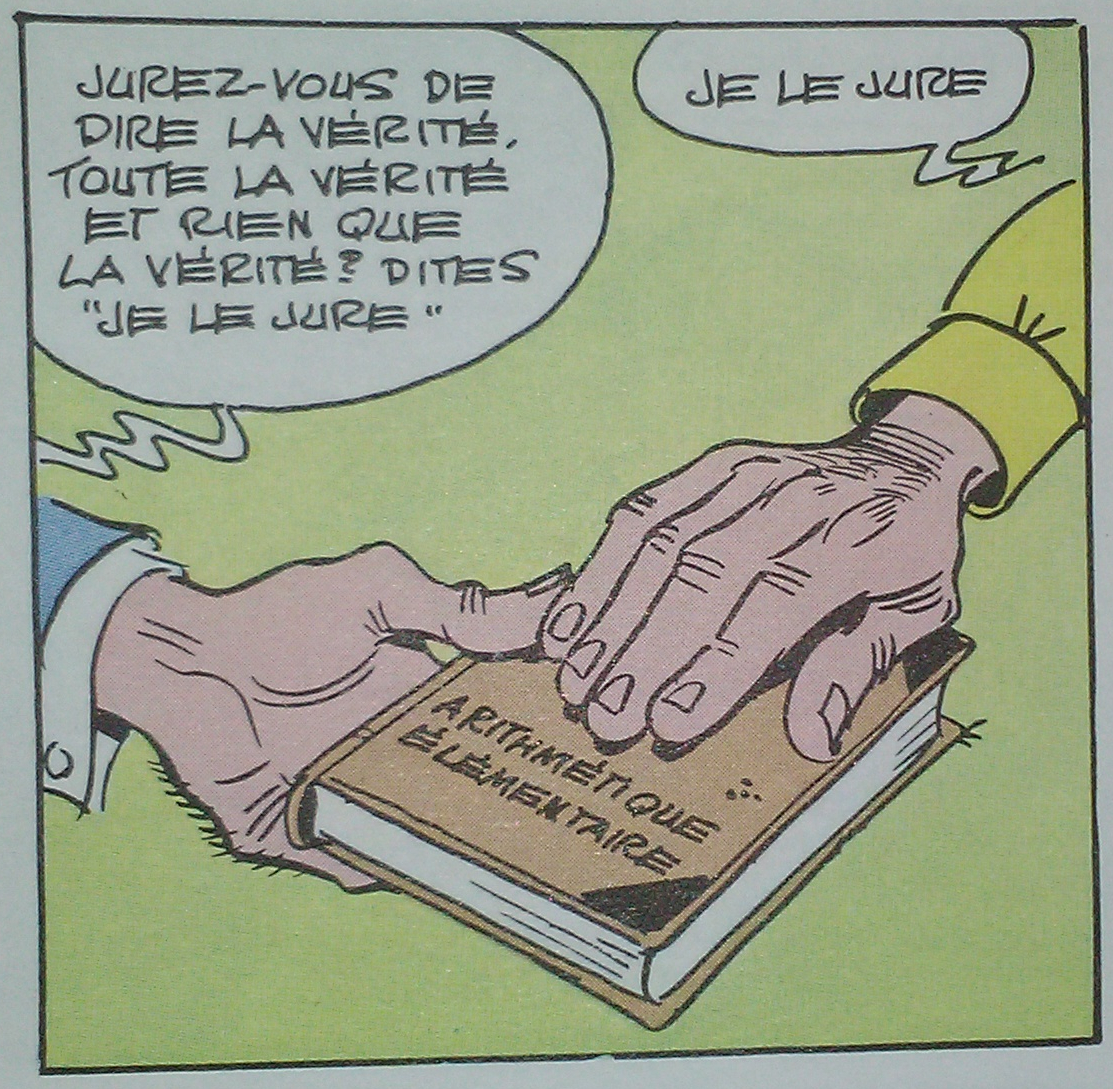 JUREZ-VOUS DE
DIRE LA VÉRITÉ,
TOUTE LA VÉRITÉ
ET RIEN QUE
LA VÉRITÉ? DITES
"JE LE JURE"
JE LE JURE
ARITHMÉTIQUE
ÉLÉMENTAIRE